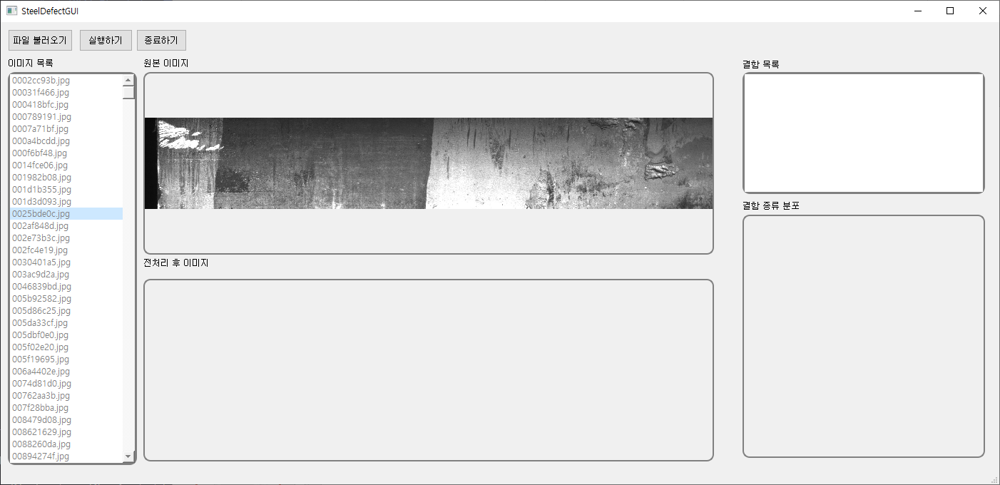 SteelDefectGUI
파일 불러오기 실행하기 종료하기
이미지 목록
0002cc93b.jpg
00031f466.jpg
000418bfc.jpg
000789191.jpg
0007a71bf.jpg
000a4bcdd.jpg
000f6bf48.jpg
0014fce06.jpg
001982b08.jpg
001d1b355.jpg
001d3d093.jpg
0025bde0c.jpg
002af848d.jpg
002e73b3c.jpg
002fc4e19.jpg
0030401a5.jpg
003ac9d2a.jpg
0046839bd.jpg
005b92582.jpg
005d86c25.jpg
005da33cf.jpg
005dbf0e0.jpg
005f02e20.jpg
005f19695.jpg
006a4402e.jpg
0074d81d0.jpg
00762aa3b.jpg
007f28bba.jpg
008479d08.jpg
008621629.jpg
0088260da.jpg
00894274f.jpg
원본 이미지
전처리 후 이미지
결함 목록
결함 종류 분포